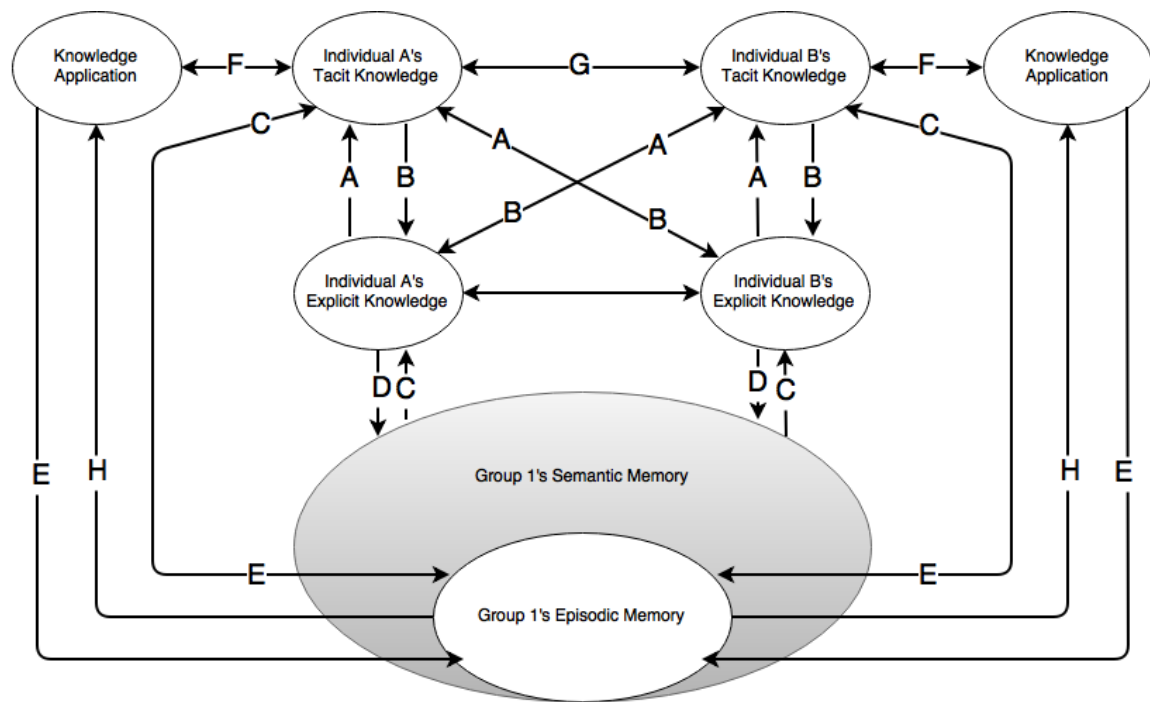 Knowledge
Application
F
Individual A's
Tacit Knowledge
G
Individual B's
Tacit Knowledge
F
Knowledge
Application
C
A
A
C
A
B
A
B
B
B
Individual A's
Explicit Knowledge
Individual B's
Explicit Knowledge
D
C
D
C
Group 1's Semantic Memory
E
H
H
E
E
E
Group 1's Episodic Memory